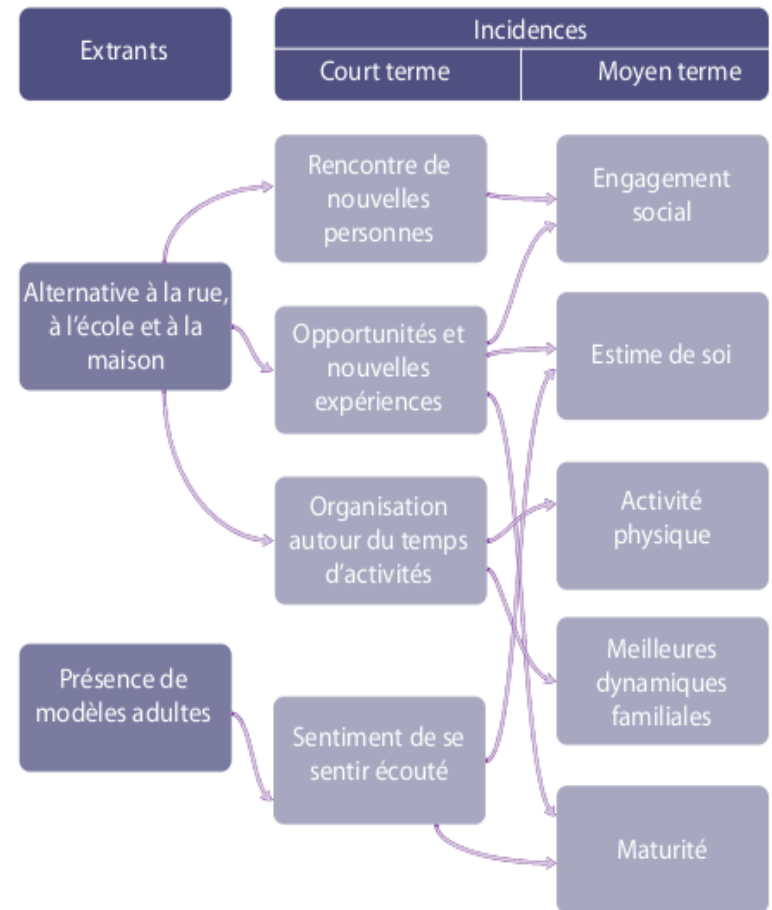 Extrants
Incidences
Court terme
Moyen terme
Rencontre de
nouvelles
personnes
Engagement
social
Alternative à la rue,
à l'école et à la
maison
Opportunités et
nouvelles
expériences
Estime de soi
Organisation
autour du temps
d'activités
Activité
physique
Présence de
modèles adultes
Meilleures
dynamiques
familiales
Sentiment de se
sentir écouté
Maturité